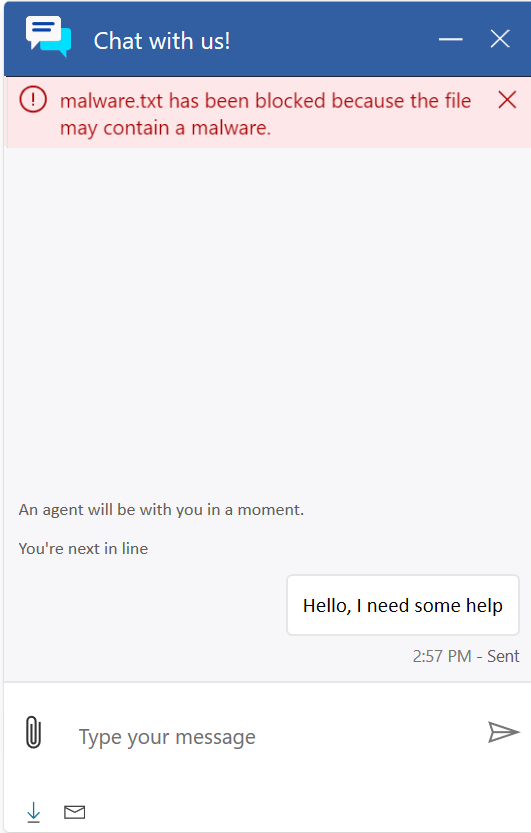 Chat with us!
malware.txt has been blocked because the file
may contain a malware.
An agent will be with you in a moment.
You're next in line
Hello, I need some help
2:57 PM - Sent
Type your message